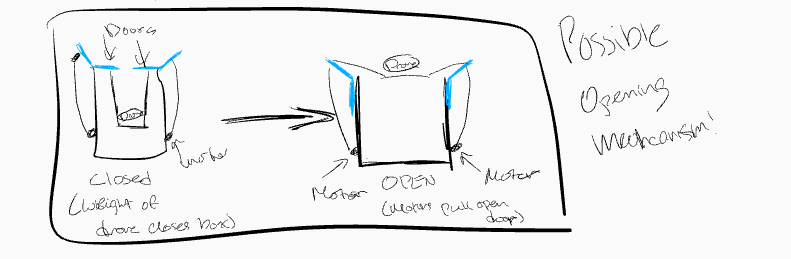 Doors
Drone
Motor
CLOSED
(Weight of
drone closes box)
Drone
Motor
Motor
OPEN
(Motors pull open
doors)
Possible
Opening
Mechanism!